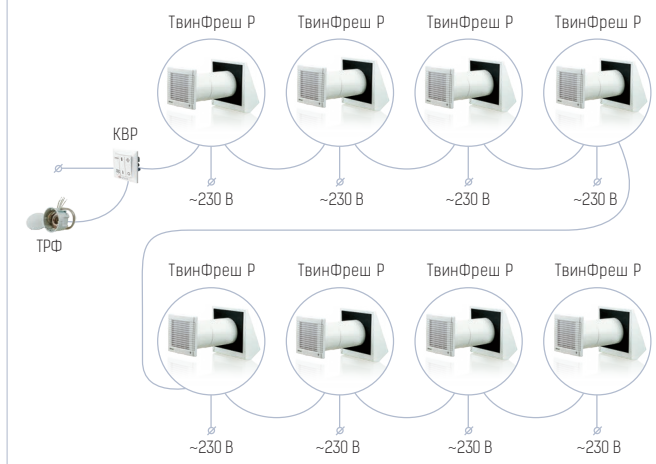 ТвинФреш Р
ТвинФреш Р
ТвинФреш Р
ТвинФреш Р
КВР
~230 В
~230 В
~230 В
~230 В
ТРФ
ТвинФреш Р
ТвинФреш Р
ТвинФреш Р
ТвинФреш Р
~230 В
~230 В
~230 В
~230 В